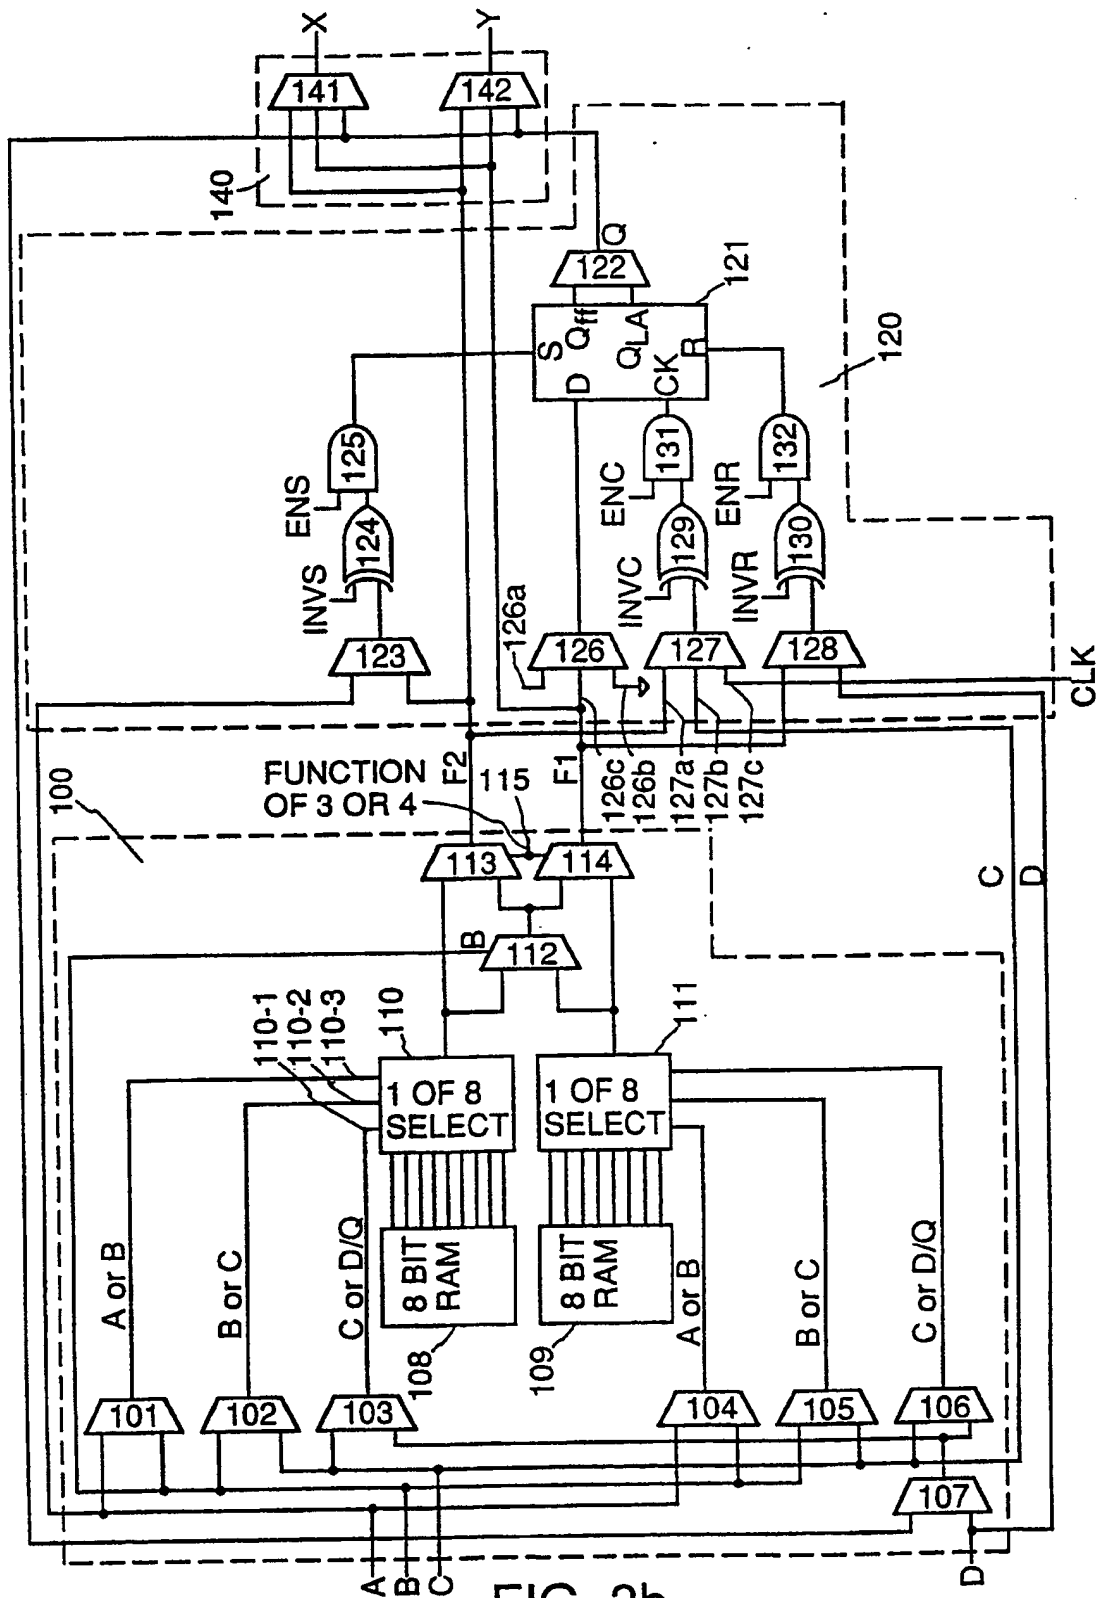 X
Y
141
142
140
122
Q
121
S
Qff
D
QLA
CK
R
120
125
ENS
124
INVS
131
ENC
129
INVC
132
ENR
130
INVR
123
126a
126
127
128
CLK
100
FUNCTION
OF 3 OR 4
115
F2
F1
126c
126b
127a
127b
127c
113
114
B
112
C
D
110-1
110-2
110-3
110
111
1 OF 8
SELECT
1 OF 8
SELECT
A or B
B or C
C or D/Q
8 BIT
RAM
8 BIT
RAM
A or B
B or C
C or D/Q
108
109
101
102
103
104
105
106
107
A
B
C
D